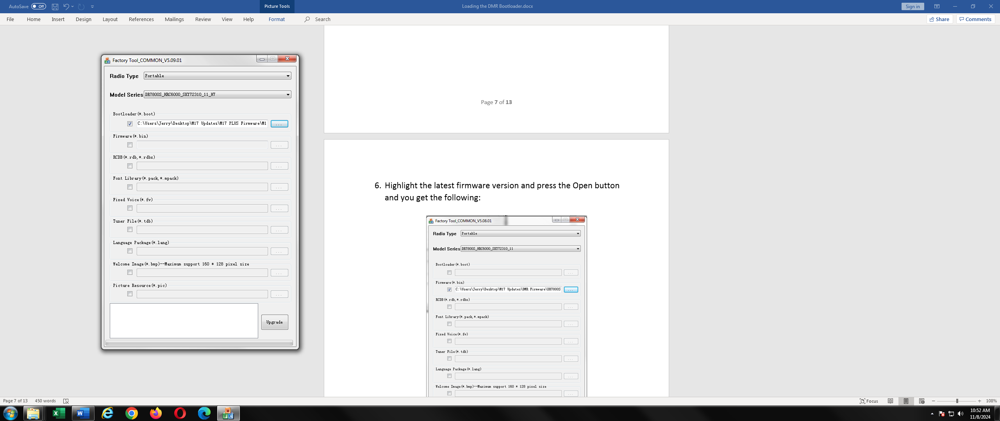 AutoSave Off
Picture Tools
Loading the DMR Bootloader.docx
Sign in
File Home Insert Design Layout References Mailings Review View Help Format Search
Share Comments
Factory Tool_COMMON_V5.09.01
Radio Type Portable
Model Series DR7800S_HRC6000_SKY72310_11_H7
Bootloader(*.boot)
C:\Users\Jerry\Desktop\M17 Updates\M17 PLUS Firmware\M1 ...
Firmware(*.bin)
...
RCDB(*.rdb,*.rdbx)
...
Font Library(*.pack,*.mpack)
...
Fixed Voice(*.fv)
...
Tuner File(*.tdb)
...
Language Package(*.lang)
...
Welcome Image(*.bmp)--Maximum support 160 * 128 pixel size
...
Picture Resource(*.pic)
...
Upgrade
Page 7 of 13
6. Highlight the latest firmware version and press the Open button
and you get the following:
Factory Tool_COMMON_V5.08.01
Radio Type Portable
Model Series DR7800S_HRC6000_SKY72310_11
Bootloader(*.boot)
...
Firmware(*.bin)
C:\Users\Jerry\Desktop\M17 Updates\DMR Firmware\DR7800S ...
RCDB(*.rdb,*.rdbx)
...
Font Library(*.pack,*.mpack)
...
Fixed Voice(*.fv)
...
Tuner File(*.tdb)
...
Language Package(*.lang)
...
Welcome Image(*.bmp)--Maximum support 160 * 128 pixel size
...
Page 7 of 13 450 words
Focus
108%
10:52 AM
11/8/2024